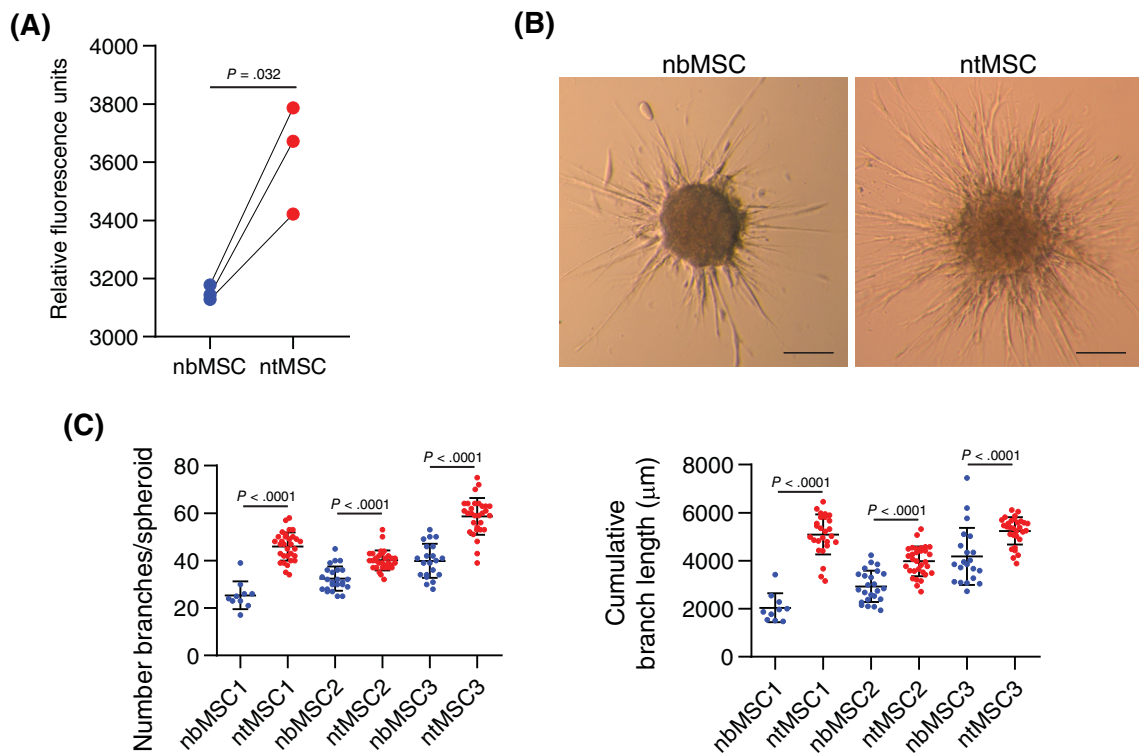 (A)
Relative fluorescence units
4000
3800
3600
3400
3200
3000
P = .032
nbMSC ntMSC
(B)
nbMSC
ntMSC
(C)
Number branches/spheroid
80
60
40
20
0
P < .0001
P < .0001
P < .0001
nbMSC1
ntMSC1
nbMSC2
ntMSC2
nbMSC3
ntMSC3
Cumulative
branch length (μm)
8000
6000
4000
2000
0
P < .0001
P < .0001
P < .0001
nbMSC1
ntMSC1
nbMSC2
ntMSC2
nbMSC3
ntMSC3